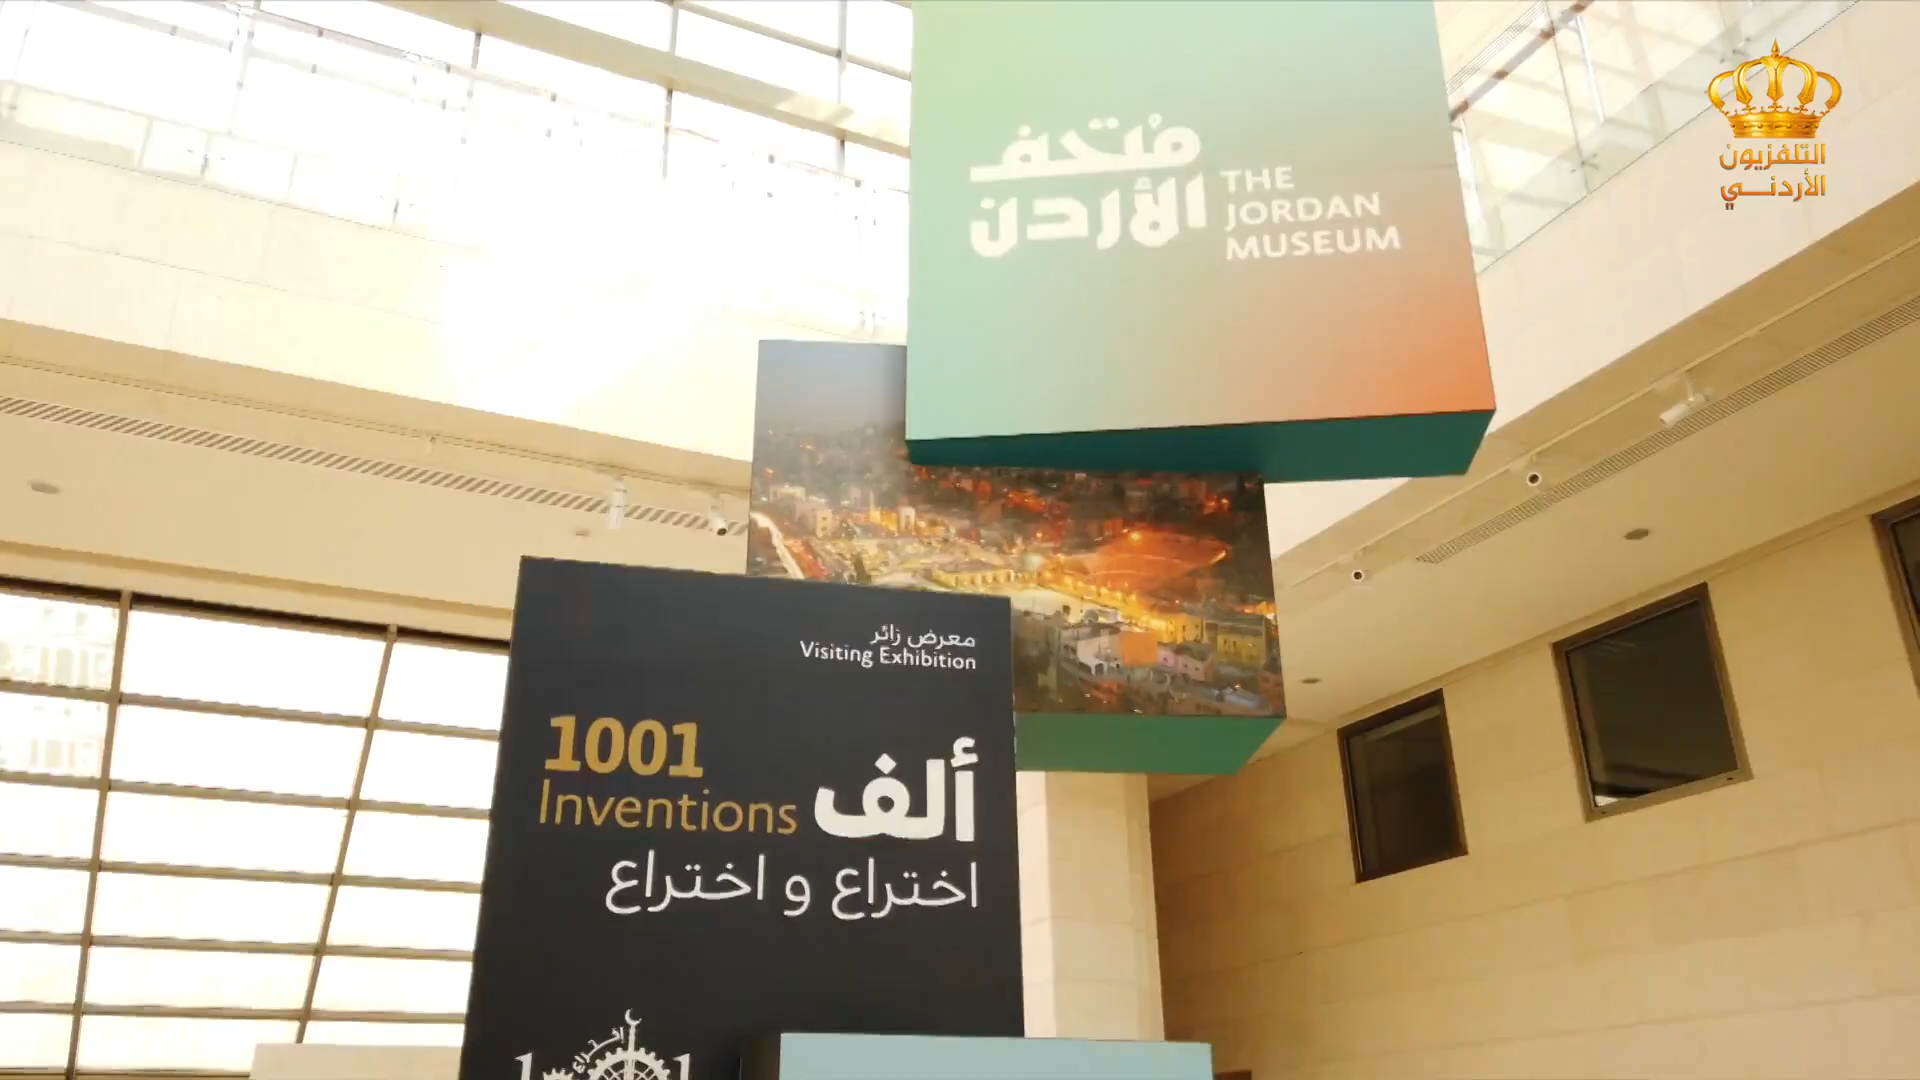 متحف
الأردن
THE
JORDAN
MUSEUM
التلفزيون
الأردني
معرض زائر
Visiting Exhibition
1001
Inventions
ألف
اختراع و اختراع